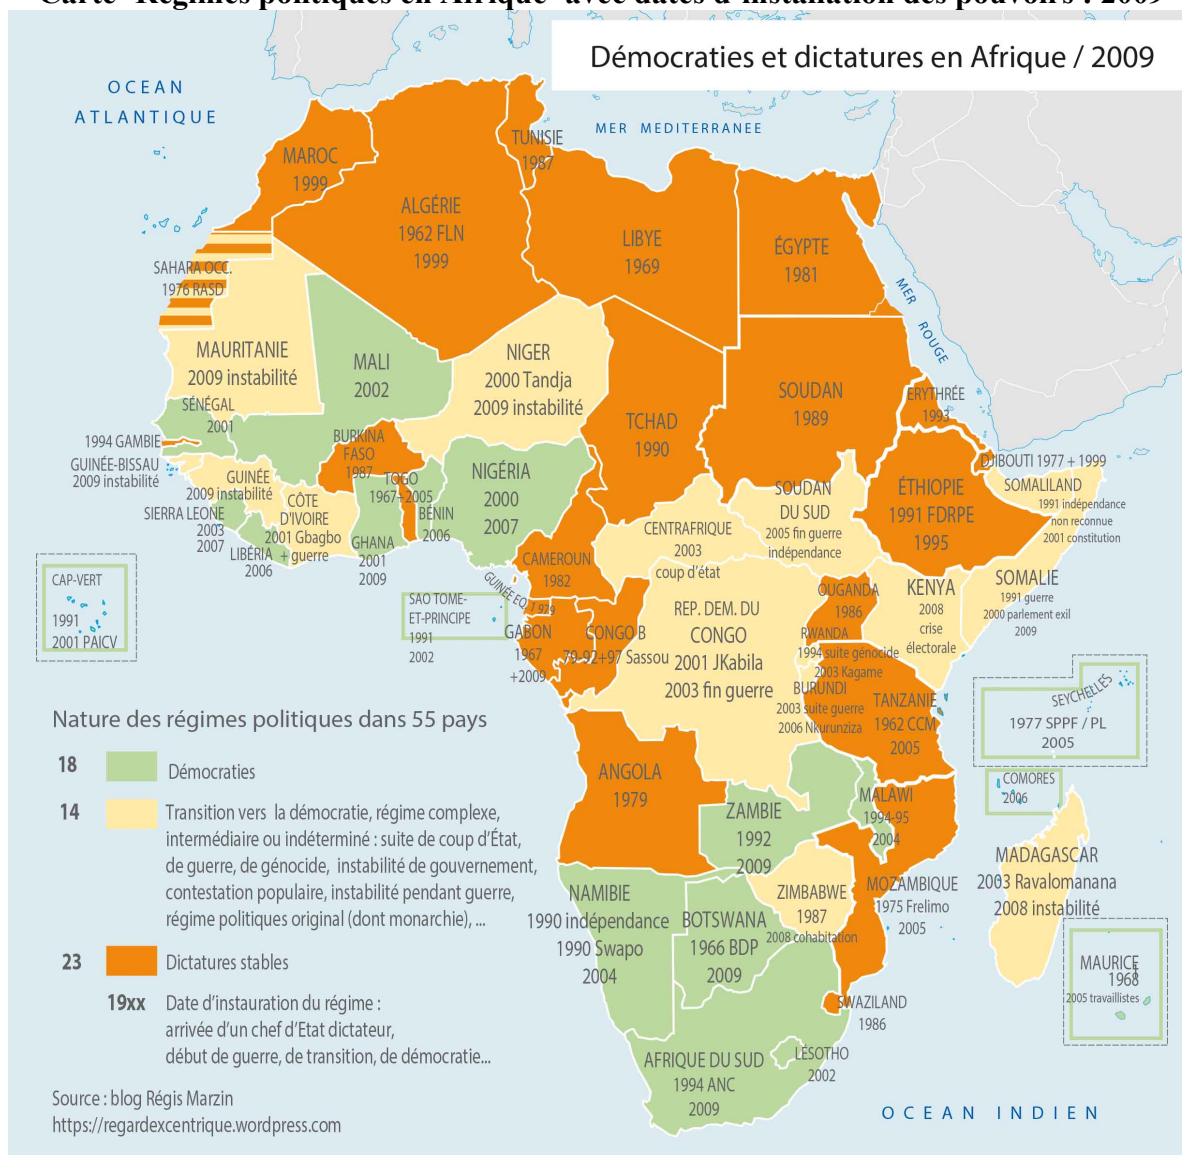 Carte "Régimes politiques en Afrique" avec dates d'installation des pouvoirs : 2009
Démocraties et dictatures en Afrique / 2009
OCEAN
ATLANTIQUE
MER MEDITERRANEE
TUNISIE
1987
MAROC
1999
ALGÉRIE
1962 FLN
1999
LIBYE
1969
ÉGYPTE
1981
SAHARA OCC.
1976 RASD
MER ROUGE
MAURITANIE
2009 instabilité
MALI
2002
NIGER
2000 Tandja
2009 instabilité
TCHAD
1990
SOUDAN
1989
ERYTHRÉE
1993
SÉNÉGAL
2001
1994 GAMBIE
GUINÉE-BISSAU
2009 instabilité
GUINÉE
2009 instabilité
SIERRA LEONE
2003
2007
LIBÉRIA
2006
CÔTE
D'IVOIRE
2001 Gbagbo
+ guerre
BURKINA
FASO
1987
TOGO
1967+2005
BÉNIN
2006
GHANA
2001
2009
NIGÉRIA
2000
2007
CAMEROUN
1982
CENTRAFRIQUE
2003
coup d'état
SOUDAN
DU SUD
2005 fin guerre
indépendance
ÉTHIOPIE
1991 FDRPE
1995
DJIBOUTI 1977 + 1999
SOMALILAND
1991 indépendance
non reconnue
2001 constitution
SOMALIE
1991 guerre
2000 parlement exil
2009
KENYA
2008
crise
électorale
OUGANDA
1986
RWANDA
1994 suite génocide
2003 Kagame
BURUNDI
2003 suite guerre
2006 Nkurunziza
TANZANIE
1962 CCM
2005
CAP-VERT
1991
2001 PAICV
SAO TOME-
ET-PRINCIPE
1991
2002
GUINÉE EQ. 1979
GABON
1967
+2009
CONGO B
79-92+97 Sassou
REP. DEM. DU
CONGO
2001 JKabila
2003 fin guerre
SEYCHELLES
1977 SPPF / PL
2005
COMORES
2006
ANGOLA
1979
ZAMBIE
1992
2009
MALAWI
1994-95
2004
MOZAMBIQUE
1975 Frelimo
2005
MADAGASCAR
2003 Ravalomanana
2008 instabilité
ZIMBABWE
1987
2008 cohabitation
NAMIBIE
1990 indépendance
1990 Swapo
2004
BOTSWANA
1966 BDP
2009
MAURICE
1968
2005 travaillistes
SWAZILAND
1986
LÉSOTHO
2002
AFRIQUE DU SUD
1994 ANC
2009
OCEAN INDIEN
Nature des régimes politiques dans 55 pays
18 Démocraties
14 Transition vers la démocratie, régime complexe,
intermédiaire ou indéterminé : suite de coup d'État,
de guerre, de génocide, instabilité de gouvernement,
contestation populaire, instabilité pendant guerre,
régime politiques original (dont monarchie), ...
23 Dictatures stables
19xx Date d'instauration du régime :
arrivée d'un chef d'Etat dictateur,
début de guerre, de transition, de démocratie...
Source : blog Régis Marzin
https://regardexcentrique.wordpress.com